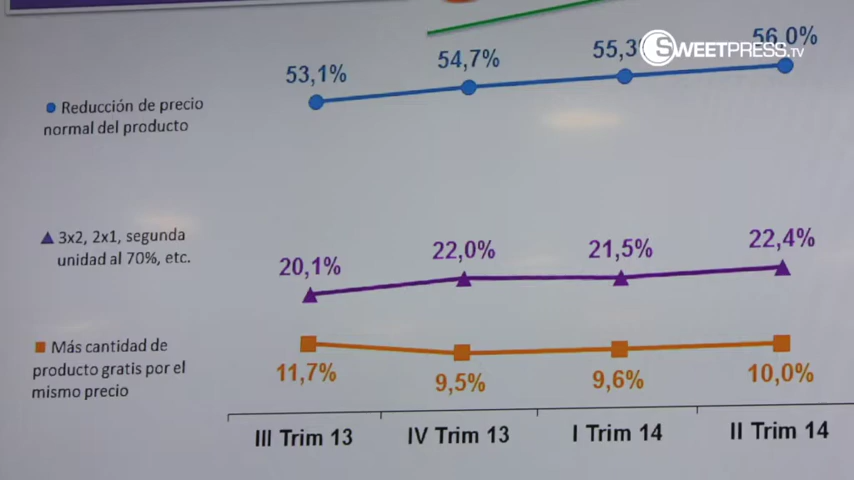 SWEETPRESS.TV
53,1%
54,7%
55,3
56,0%
Reducción de precio
normal del producto
3x2, 2x1, segunda
unidad al 70%, etc.
20,1%
22,0%
21,5%
22,4%
Más cantidad de
producto gratis por el
mismo precio
11,7%
9,5%
9,6%
10,0%
III Trim 13
IV Trim 13
I Trim 14
II Trim 14